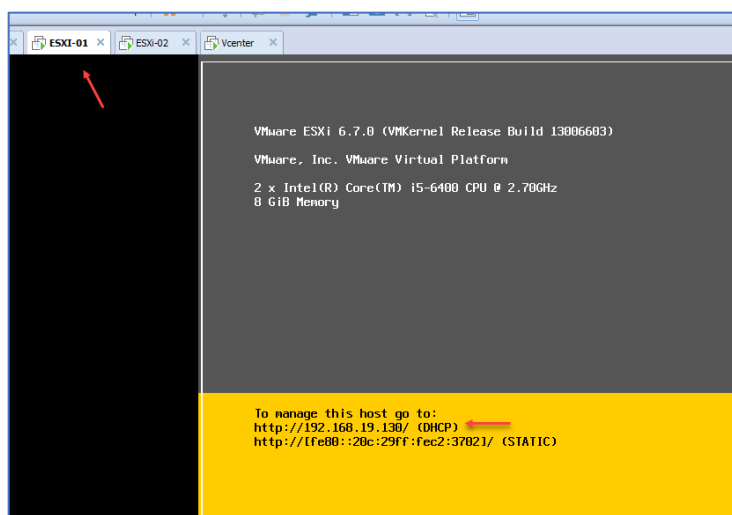 ESXI-01
ESXi-02
Vcenter
VMware ESXi 6.7.0 (VMKernel Release Build 13006603)
VMware, Inc. VMware Virtual Platform
2 x Intel(R) Core(TM) i5-6400 CPU @ 2.70GHz
8 GiB Memory
To manage this host go to:
http://192.168.19.130/ (DHCP)
http://[fe80::20c:29ff:fec2:3702]/ (STATIC)